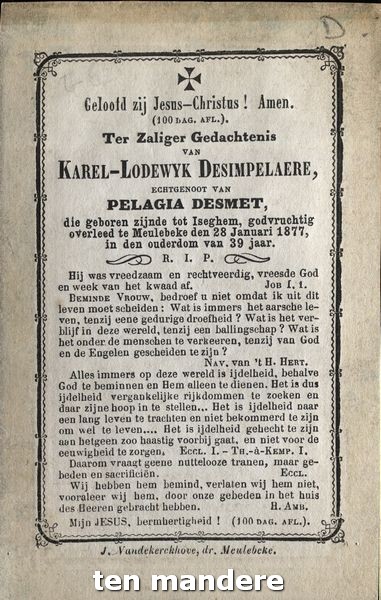 D.
Geloofd zij Jesus-Christus ! Amen.
(100 DAG. AFL.).
Ter Zaliger Gedachtenis
VAN
KAREL-LODEWYK DESIMPELAERE,
ECHTGENOOT VAN
PELAGIA DESMET,
die geboren zijnde tot Iseghem, godvruchtig
overleed te Meulebeke den 28 Januari 1877,
in den ouderdom van 39 jaar.
R. I. P.
Hij was vreedzaam en rechtveerdig, vreesde God
en week van het kwaad af. JOB I, 1.
BEMINDE VROUW, bedroef u niet omdat ik uit dit
leven moet scheiden : Wat is immers het aarsche le-
ven, tenzij eene gedurige droefheid ? Wat is het ver-
blijf in deze wereld, tenzij een ballingschap ? Wat is
het onder de menschen te verkeeren, tenzij van God
en de Engelen gescheiden te zijn ?
NAV. van 't H. HERT.
Alles immers op deze wereld is ijdelheid, behalve
God te beminnen en Hem alleen te dienen. Het is dus
ijdelheid vergankelijke rijkdommen te zoeken en
daar zijne hoop in te stellen... Het is ijdelheid naar
een lang leven te trachten en niet bekommerd te zijn
om wel te leven.... Het is ijdelheid gehecht te zijn
aan hetgeen zoo haastig voorbij gaat, en niet voor de
eeuwigheid te zorgen. ECCL. I. - TH.-à-KEMP. I.
Daarom vraagt geene nuttelooze tranen, maar ge-
beden en sacrificiën. ECCL.
Wij hebben hem bemind, verlaten wij hem niet,
vooraleer wij hem, door onze gebeden in het huis
des Heeren gebracht hebben. H. AMB.
Mijn JESUS, bermhertigheid ! (100 DAG. AFL.).
J. Vandekerckhove, dr. Meulebeke.
ten mandere